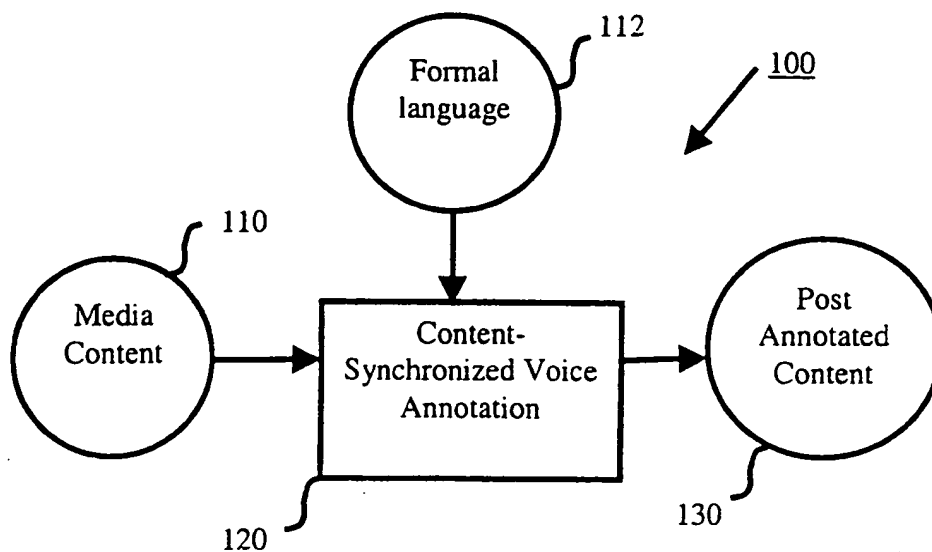 112
Formal
language
100
110
Media
Content
Content-
Synchronized Voice
Annotation
Post
Annotated
Content
120
130